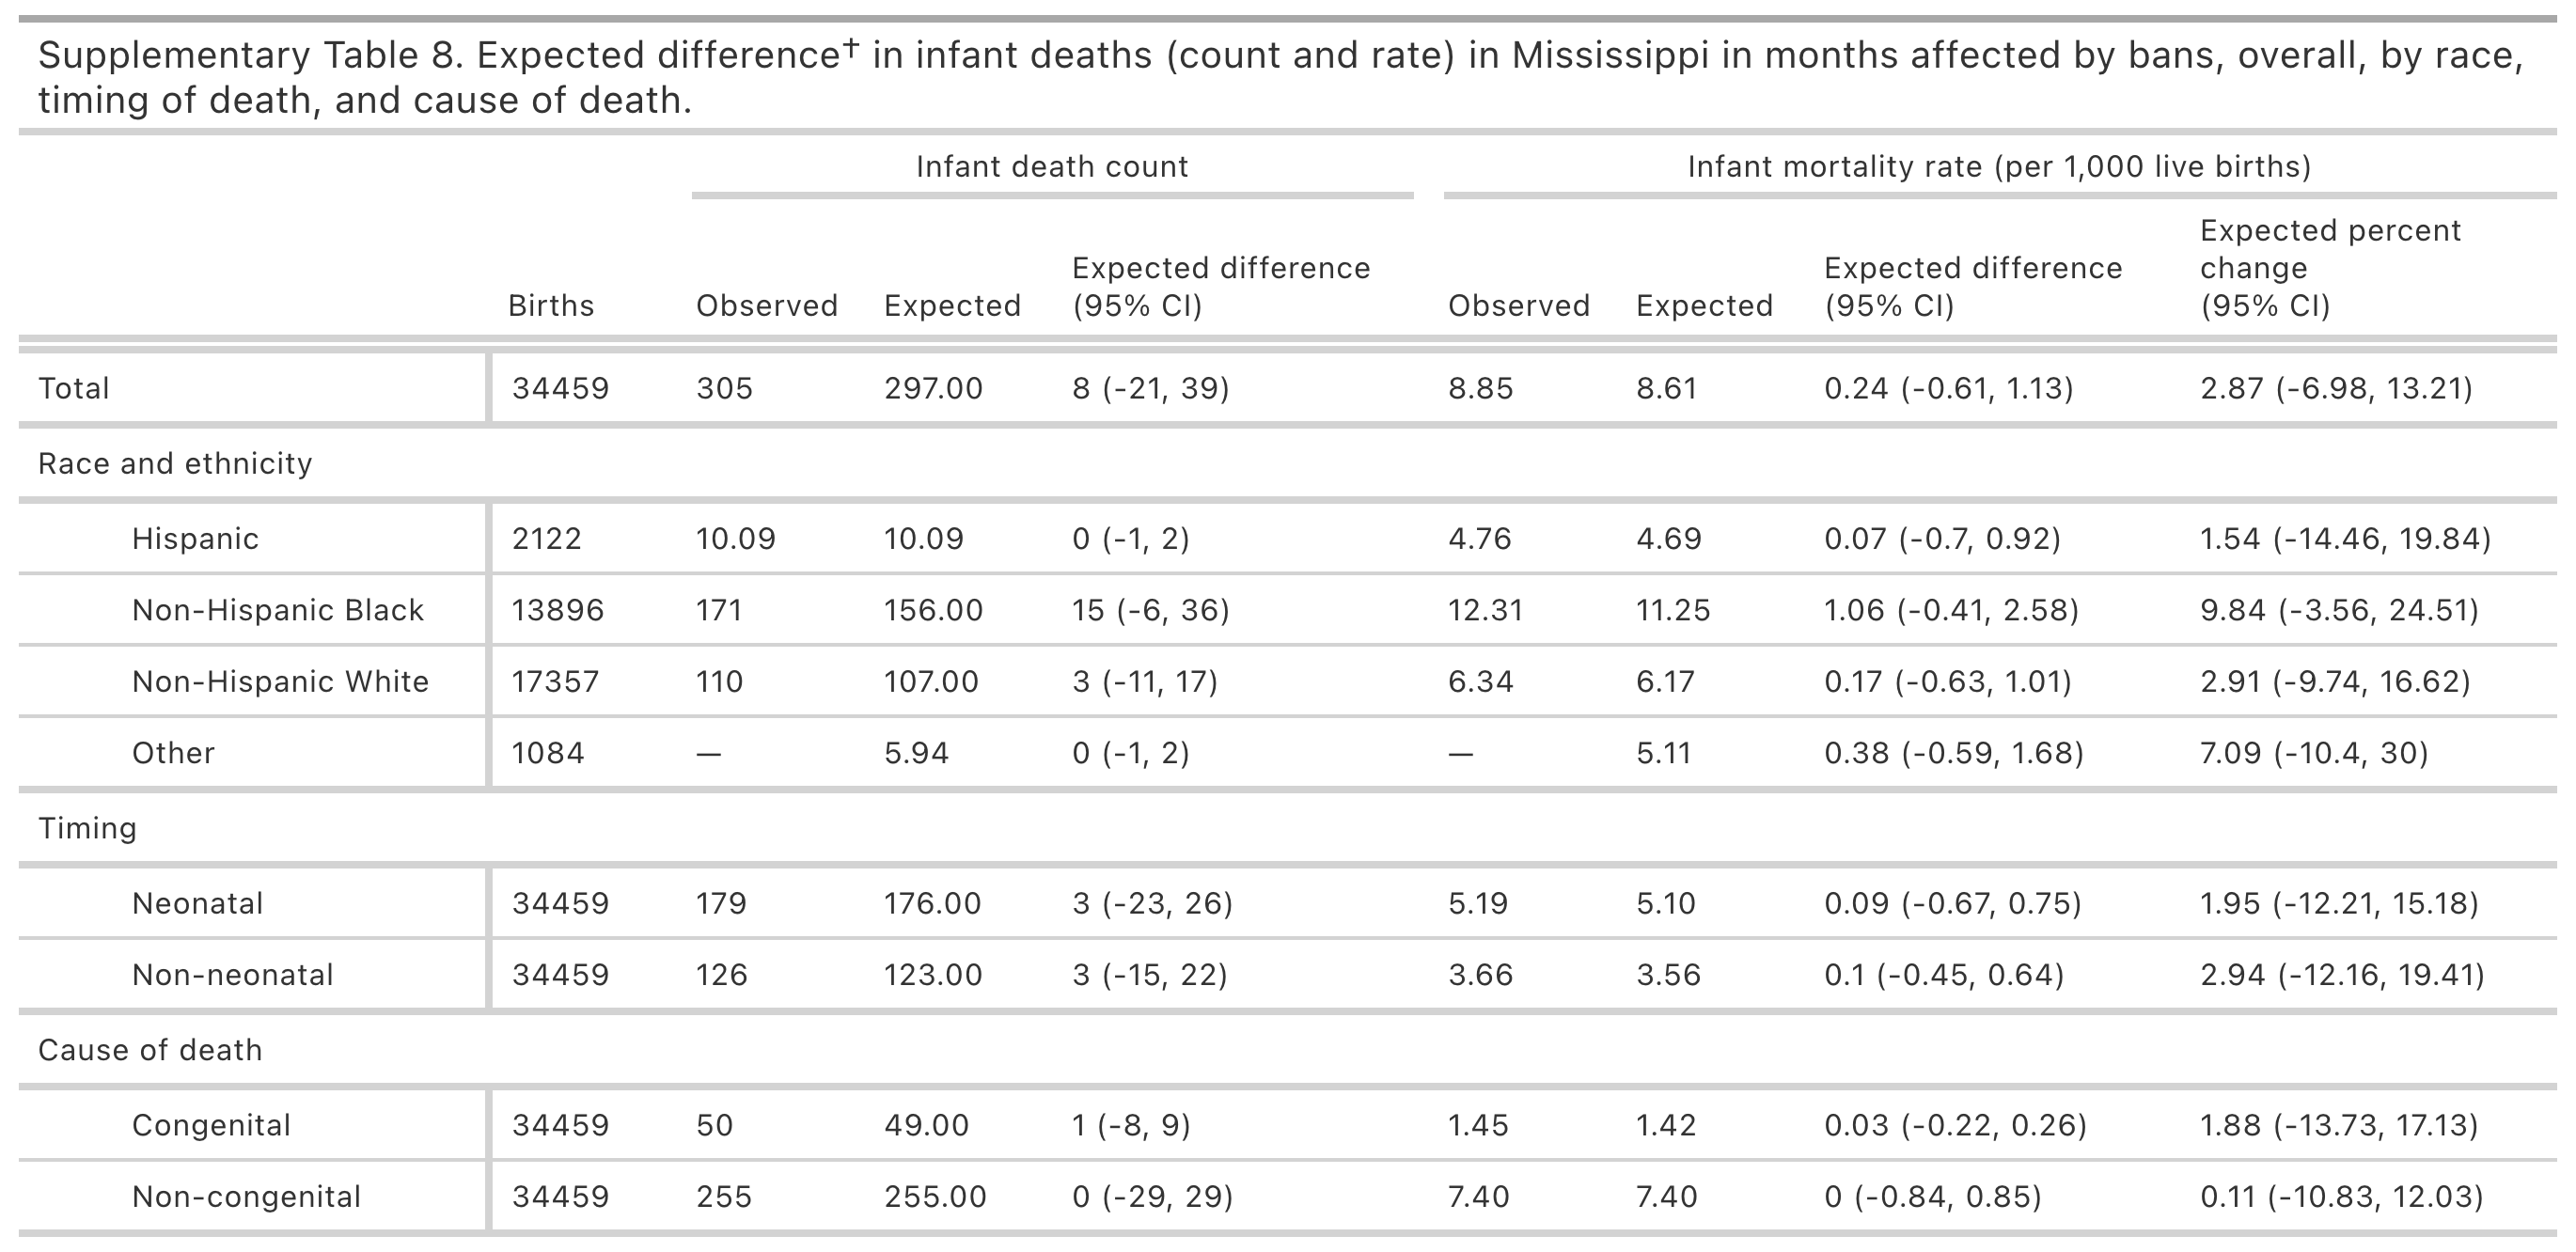 Supplementary Table 8. Expected difference† in infant deaths (count and rate) in Mississippi in months affected by bans, overall, by race,
timing of death, and cause of death.
Infant death count Infant mortality rate (per 1,000 live births)
Births Observed Expected Expected difference (95% CI) Observed Expected Expected difference (95% CI) Expected percent change (95% CI)
Total 34459 305 297.00 8 (-21, 39) 8.85 8.61 0.24 (-0.61, 1.13) 2.87 (-6.98, 13.21)
Race and ethnicity
Hispanic 2122 10.09 10.09 0 (-1, 2) 4.76 4.69 0.07 (-0.7, 0.92) 1.54 (-14.46, 19.84)
Non-Hispanic Black 13896 171 156.00 15 (-6, 36) 12.31 11.25 1.06 (-0.41, 2.58) 9.84 (-3.56, 24.51)
Non-Hispanic White 17357 110 107.00 3 (-11, 17) 6.34 6.17 0.17 (-0.63, 1.01) 2.91 (-9.74, 16.62)
Other 1084 — 5.94 0 (-1, 2) — 5.11 0.38 (-0.59, 1.68) 7.09 (-10.4, 30)
Timing
Neonatal 34459 179 176.00 3 (-23, 26) 5.19 5.10 0.09 (-0.67, 0.75) 1.95 (-12.21, 15.18)
Non-neonatal 34459 126 123.00 3 (-15, 22) 3.66 3.56 0.1 (-0.45, 0.64) 2.94 (-12.16, 19.41)
Cause of death
Congenital 34459 50 49.00 1 (-8, 9) 1.45 1.42 0.03 (-0.22, 0.26) 1.88 (-13.73, 17.13)
Non-congenital 34459 255 255.00 0 (-29, 29) 7.40 7.40 0 (-0.84, 0.85) 0.11 (-10.83, 12.03)